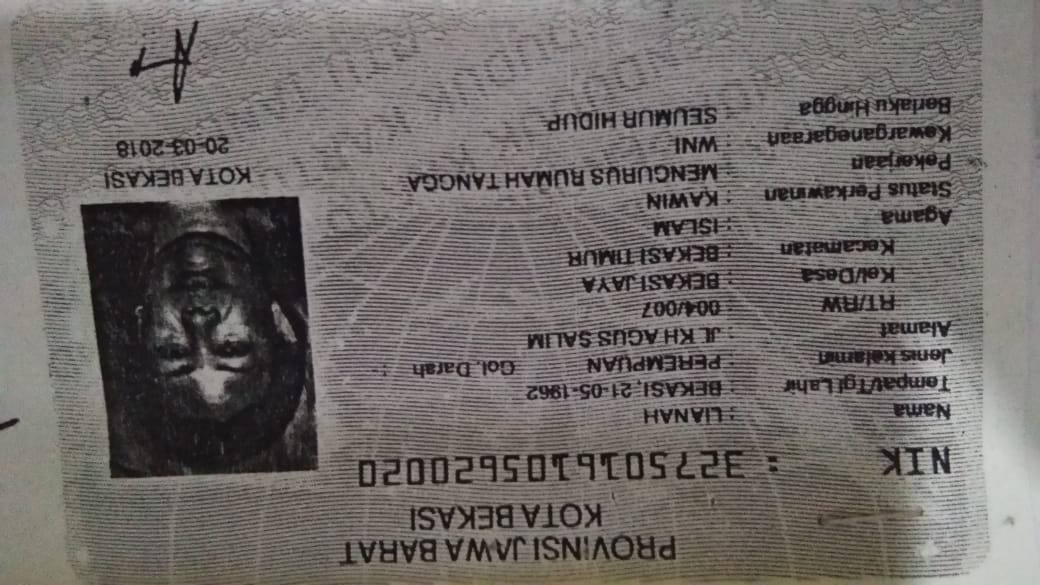 PROVINSI JAWA BARAT
KOTA BEKASI
NIK : 3275016105620020
Nama : LIANAH
Tempat/Tgl Lahir : BEKASI, 21-05-1962
Jenis kelamin : PEREMPUAN Gol. Darah :
Alamat : JL KH AGUS SALIM
RT/RW : 004/007
Kel/Desa : BEKASI JAYA
Kecamatan : BEKASI TIMUR
Agama : ISLAM
Status Perkawinan : KAWIN
Pekerjaan : MENGURUS RUMAH TANGGA
Kewarganegaraan : WNI
Berlaku Hingga : SEUMUR HIDUP
KOTA BEKASI
20-03-2018